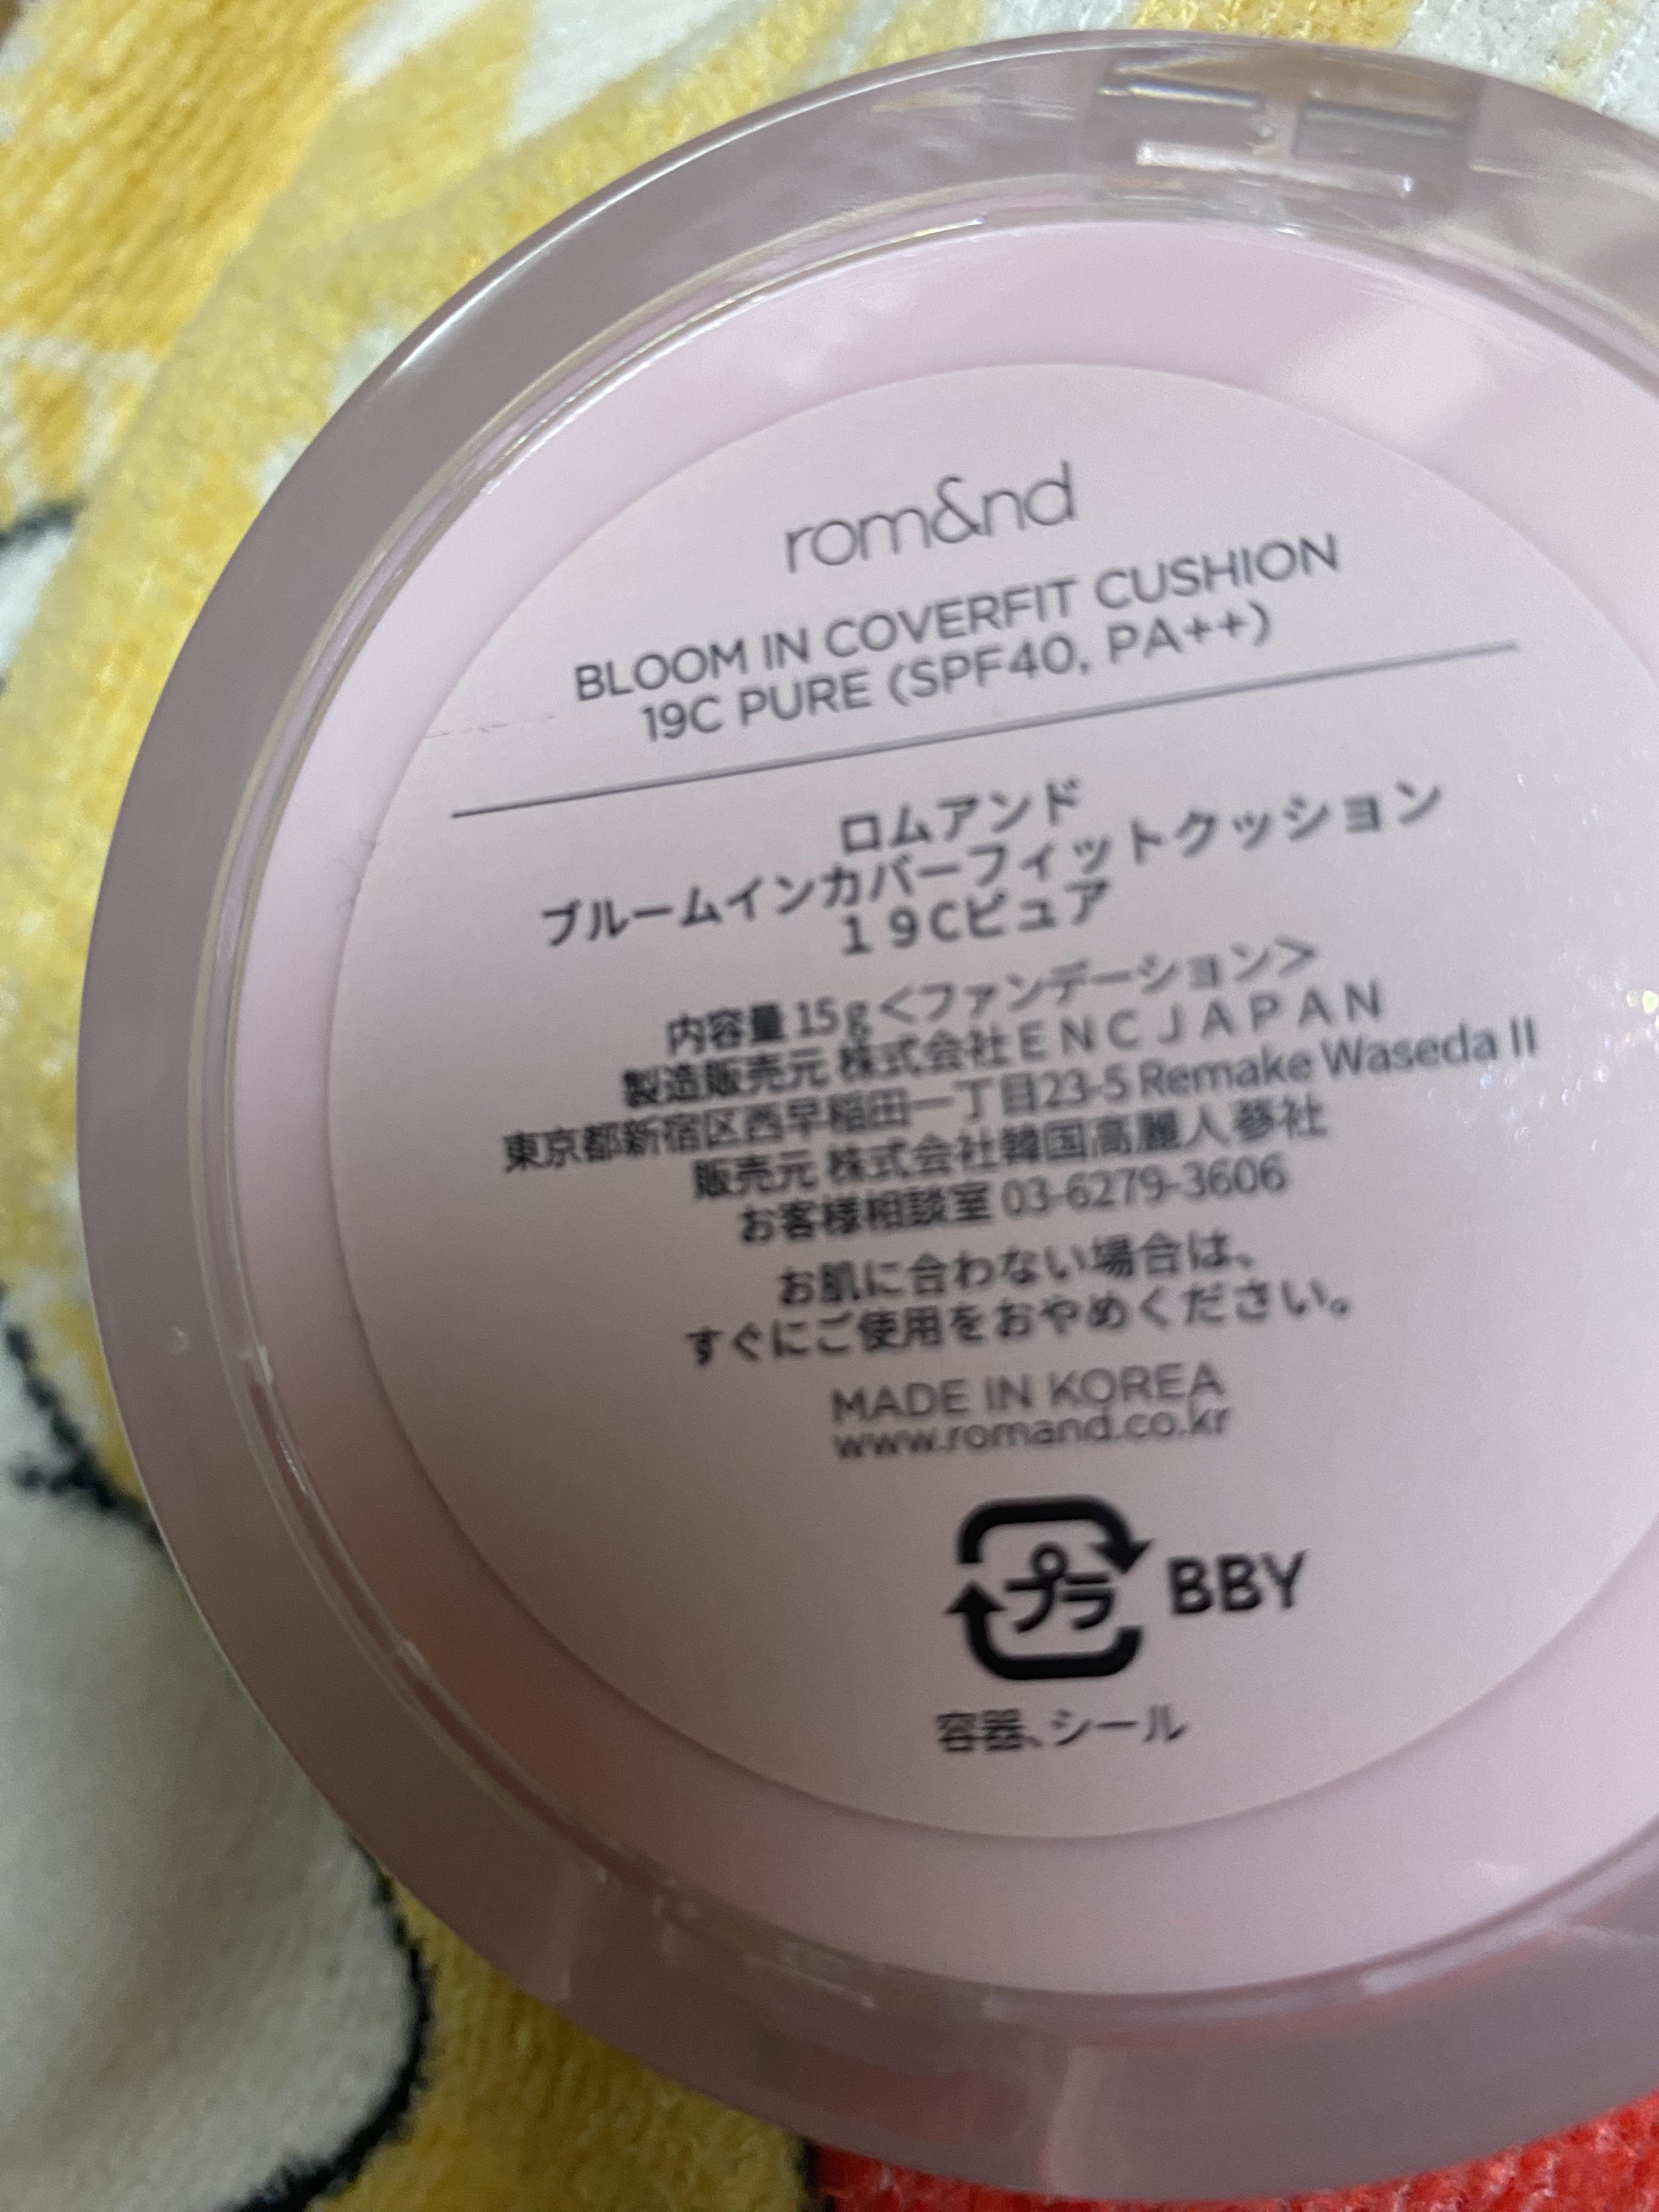 rom&nd
BLOOM IN COVERFIT CUSHION
19C PURE (SPF40, PA++)
ロムアンド
ブルームインカバーフィットクッション
１９Cピュア
内容量 15g＜ファンデーション＞
製造販売元 株式会社ＥＮＣＪＡＰＡＮ
東京都新宿区西早稲田一丁目23-5 Remake Waseda II
販売元 株式会社韓国高麗人蔘社
お客様相談室 03-6279-3606
お肌に合わない場合は、
すぐにご使用をおやめください。
MADE IN KOREA
www.romand.co.kr
プラ BBY
容器、シール